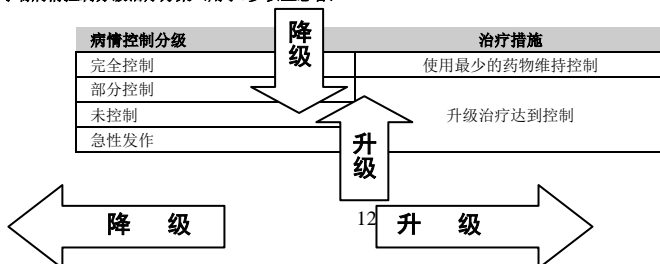 病情控制分级 治疗措施
降级
完全控制 使用最少的药物维持控制
部分控制
未控制 升级治疗达到控制
急性发作
升级
降 级
12
升 级